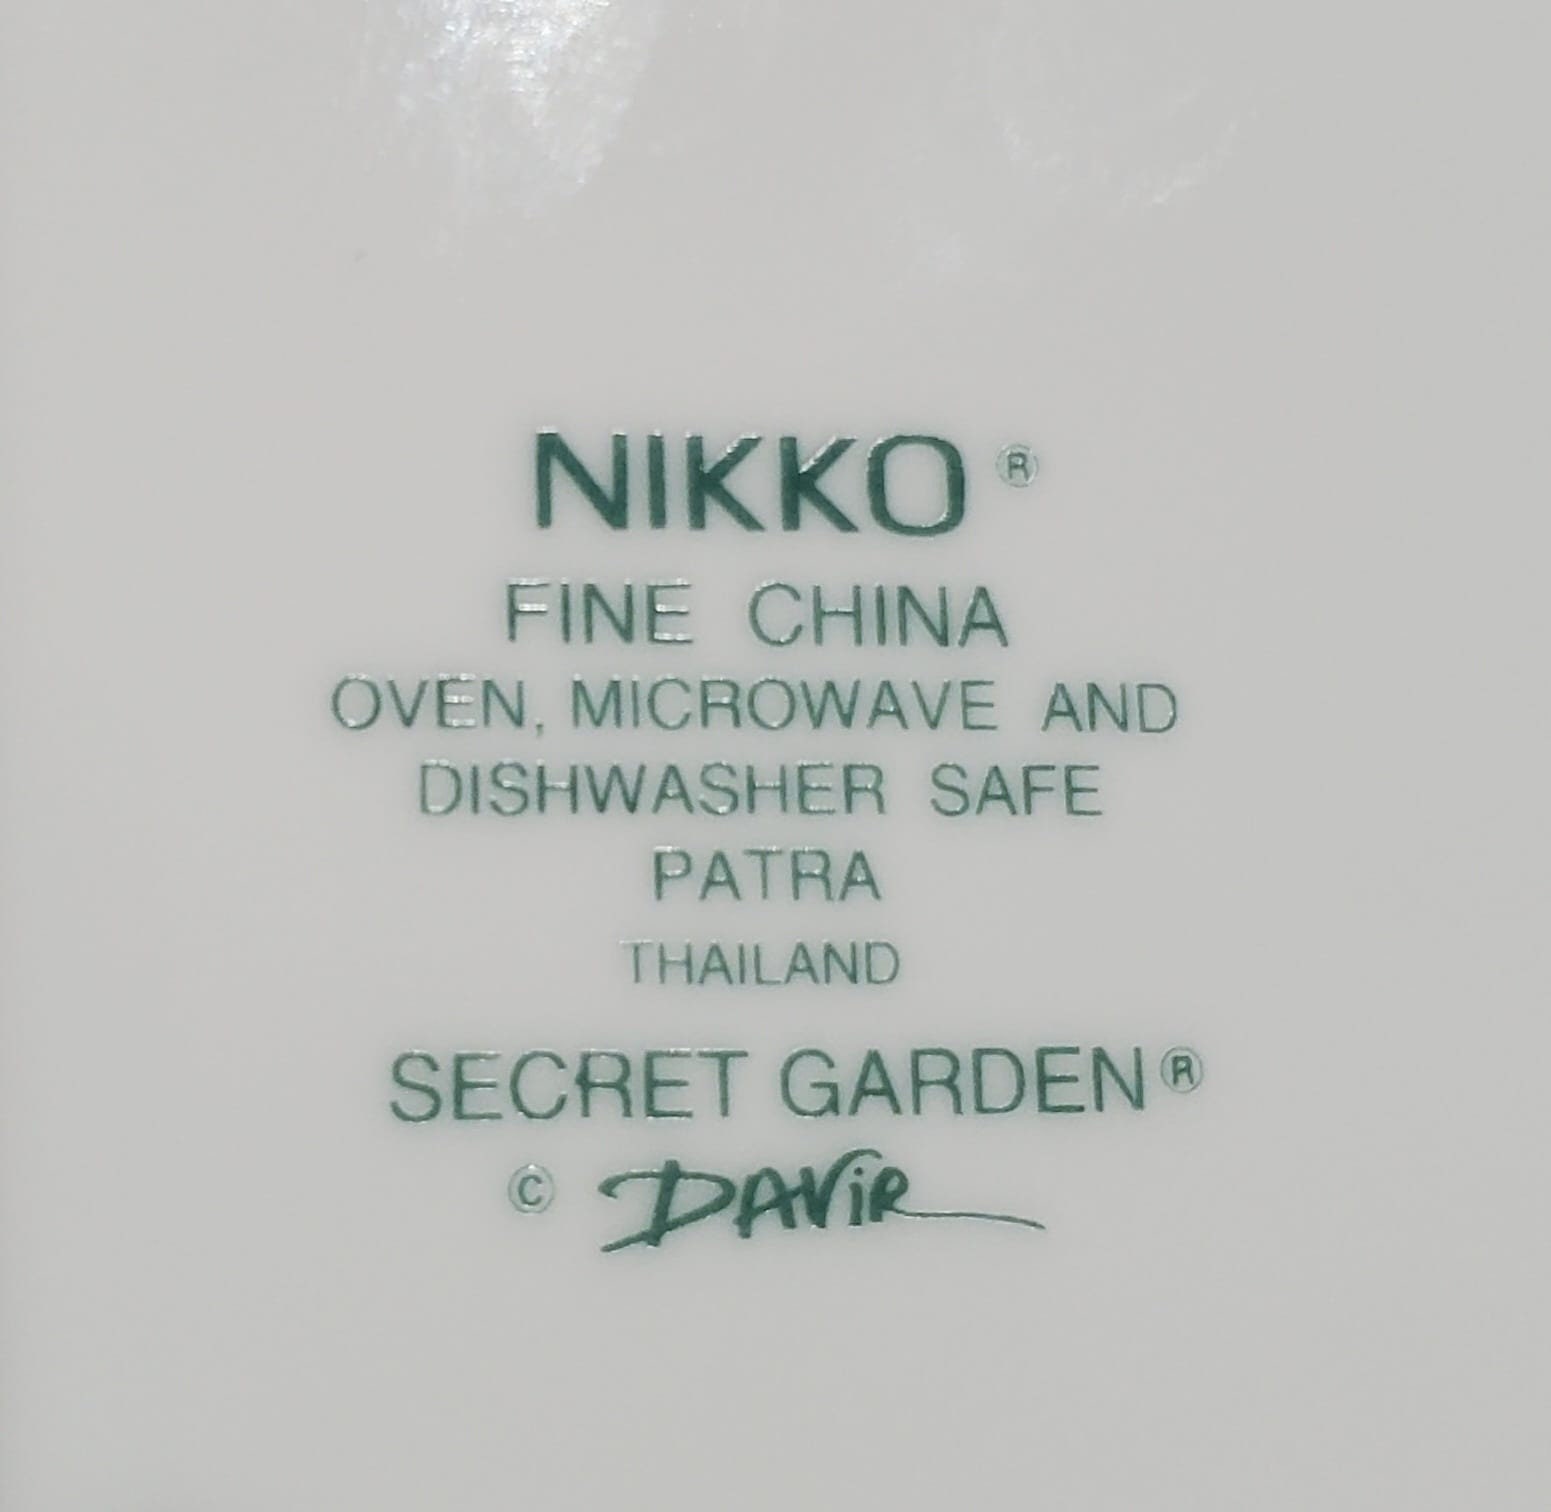 NIKKO ®
FINE CHINA
OVEN, MICROWAVE AND
DISHWASHER SAFE
PATRA
THAILAND
SECRET GARDEN®
© DAViR